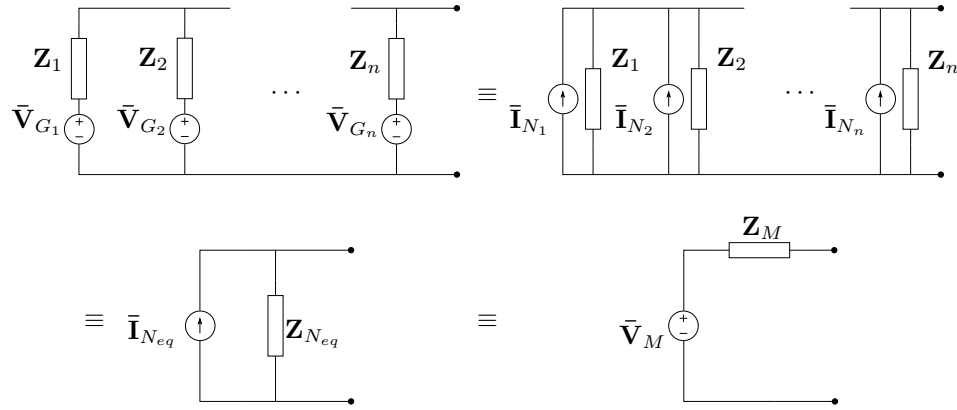 Z₁ Z₂ Zₙ Z₁ Z₂ Zₙ
⋯ ≡ ⋯
V̄_{G₁} V̄_{G₂} V̄_{Gₙ} Ī_{N₁} Ī_{N₂} Ī_{Nₙ}
+ + +
− − −
Z_M
≡ Ī_{N_{eq}} Z_{N_{eq}} ≡ V̄_M
+
−